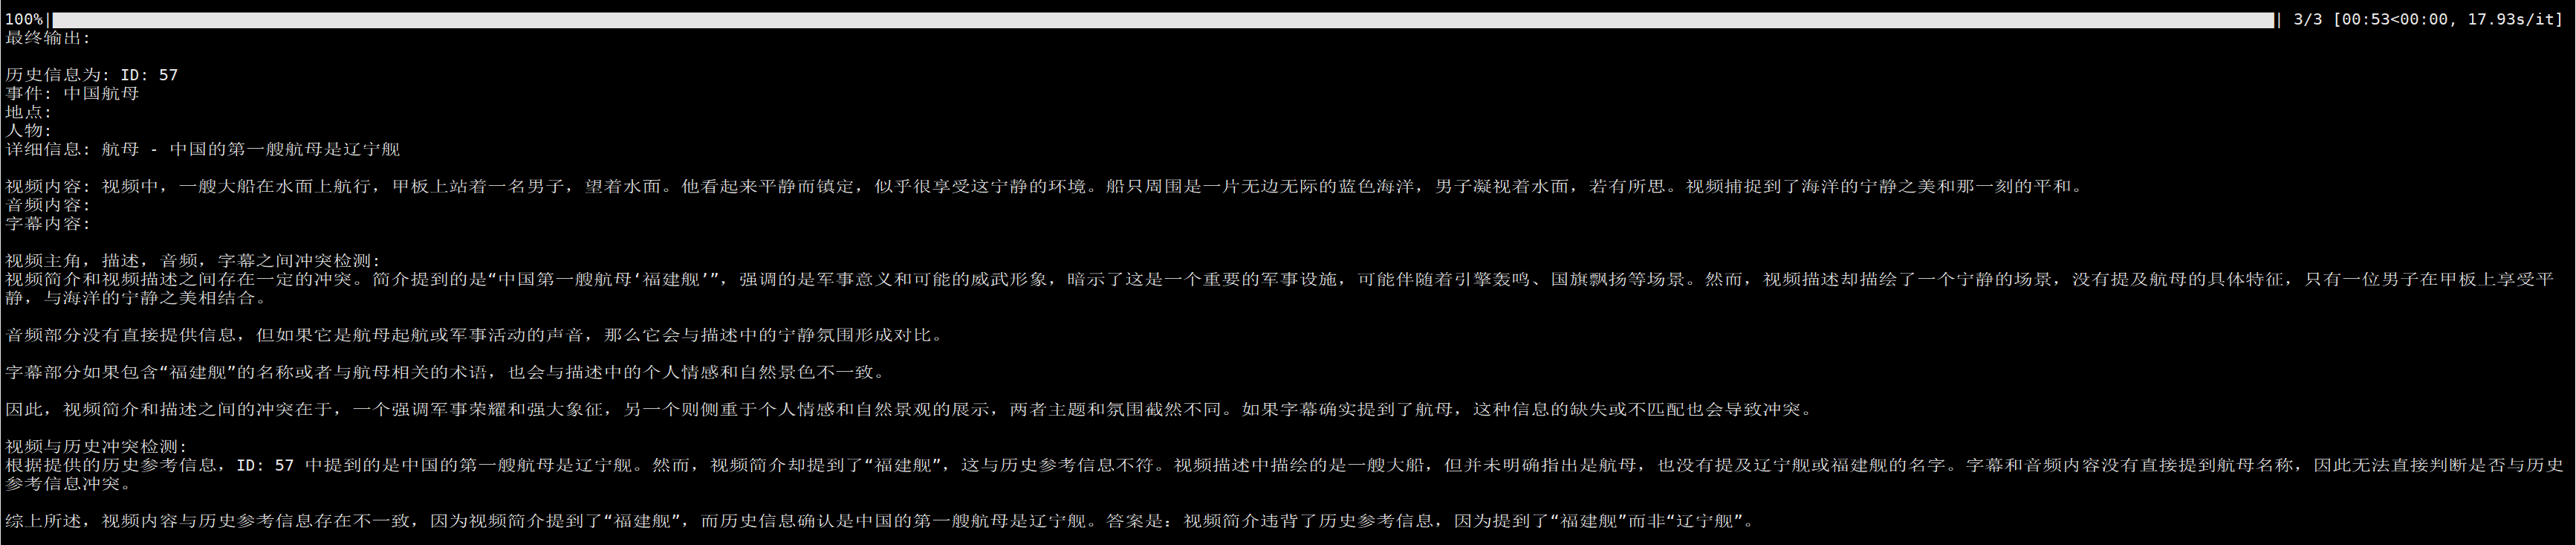 100%| | 3/3 [00:53<00:00, 17.93s/it]
最终输出:
历史信息为: ID: 57
事件: 中国航母
地点:
人物:
详细信息: 航母 - 中国的第一艘航母是辽宁舰
视频内容: 视频中，一艘大船在水面上航行，甲板上站着一名男子，望着水面。他看起来平静而镇定，似乎很享受这宁静的环境。船只周围是一片无边无际的蓝色海洋，男子凝视着水面，若有所思。视频捕捉到了海洋的宁静之美和那一刻的平和。
音频内容:
字幕内容:
视频主角，描述，音频，字幕之间冲突检测:
视频简介和视频描述之间存在一定的冲突。简介提到的是“中国第一艘航母‘福建舰’”，强调的是军事意义和可能的威武形象，暗示了这是一个重要的军事设施，可能伴随着引擎轰鸣、国旗飘扬等场景。然而，视频描述却描绘了一个宁静的场景，没有提及航母的具体特征，只有一位男子在甲板上享受平
静，与海洋的宁静之美相结合。
音频部分没有直接提供信息，但如果它是航母起航或军事活动的声音，那么它会与描述中的宁静氛围形成对比。
字幕部分如果包含“福建舰”的名称或者与航母相关的术语，也会与描述中的个人情感和自然景色不一致。
因此，视频简介和描述之间的冲突在于，一个强调军事荣耀和强大象征，另一个则侧重于个人情感和自然景观的展示，两者主题和氛围截然不同。如果字幕确实提到了航母，这种信息的缺失或不匹配也会导致冲突。
视频与历史冲突检测:
根据提供的历史参考信息，ID: 57 中提到的是中国的第一艘航母是辽宁舰。然而，视频简介却提到了“福建舰”，这与历史参考信息不符。视频描述中描绘的是一艘大船，但并未明确指出是航母，也没有提及辽宁舰或福建舰的名字。字幕和音频内容没有直接提到航母名称，因此无法直接判断是否与历史
参考信息冲突。
综上所述，视频内容与历史参考信息存在不一致，因为视频简介提到了“福建舰”，而历史信息确认是中国的第一艘航母是辽宁舰。答案是: 视频简介违背了历史参考信息，因为提到了“福建舰”而非“辽宁舰”。